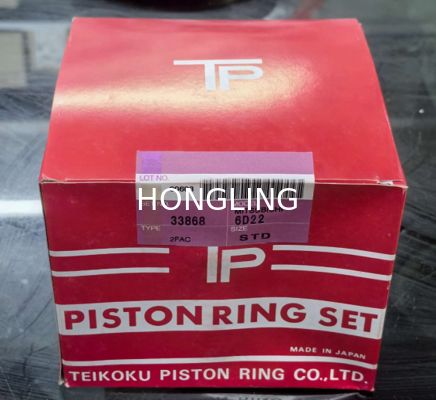 TP
LOT NO.
HONGLING
33868 6D22
TYPE SIZE
2PAC STD
TP
PISTON RING SET
MADE IN JAPAN
TEIKOKU PISTON RING CO.,LTD.